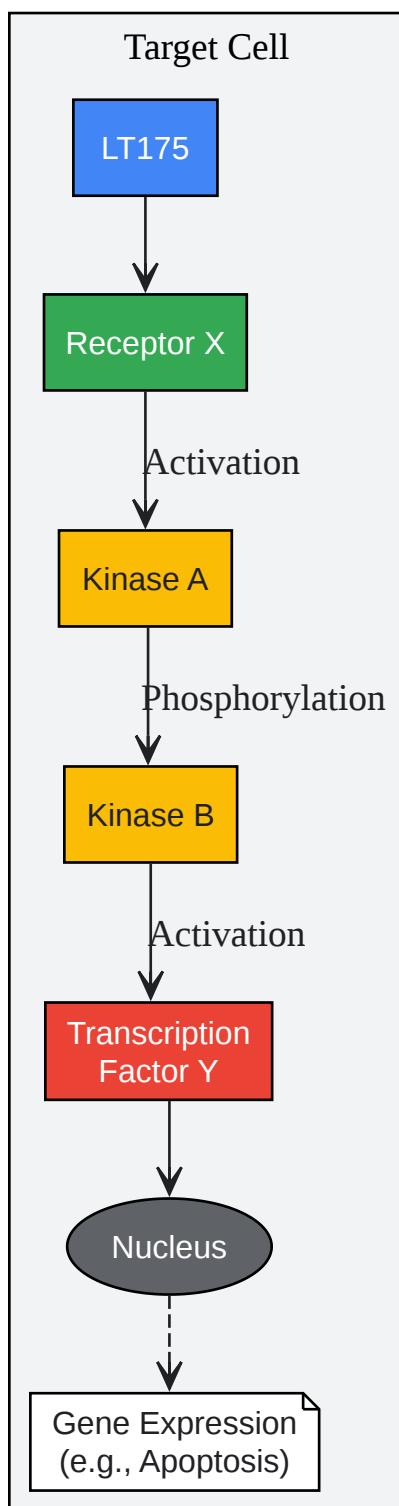 Target Cell
LT175
Receptor X
Activation
Kinase A
Phosphorylation
Kinase B
Activation
Transcription
Factor Y
Nucleus
Gene Expression
(e.g., Apoptosis)